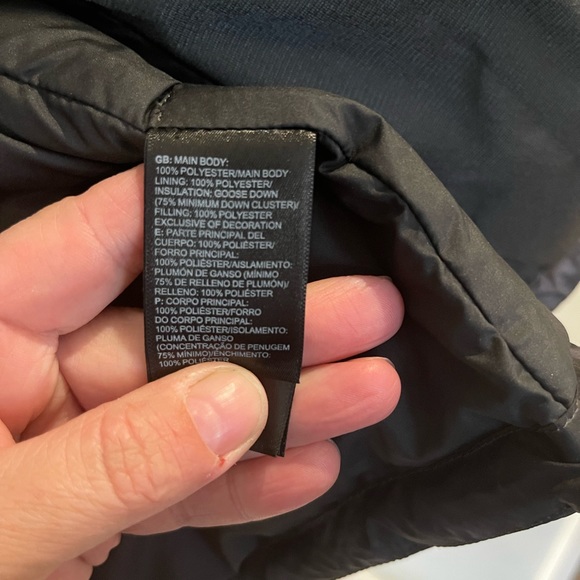 GB: MAIN BODY:
100% POLYESTER/MAIN BODY
LINING: 100% POLYESTER/
INSULATION: GOOSE DOWN
(75% MINIMUM DOWN CLUSTER)/
FILLING: 100% POLYESTER
EXCLUSIVE OF DECORATION
E: PARTE PRINCIPAL DEL
CUERPO: 100% POLIÉSTER/
FORRO PRINCIPAL:
100% POLIÉSTER/AISLAMIENTO:
PLUMÓN DE GANSO (MÍNIMO
75% DE RELLENO DE PLUMÓN)/
RELLENO: 100% POLIÉSTER
P: CORPO PRINCIPAL:
100% POLIÉSTER/FORRO
DO CORPO PRINCIPAL:
100% POLIÉSTER/ISOLAMENTO:
PLUMA DE GANSO
(CONCENTRAÇÃO DE PENUGEM
75% MÍNIMO)/ENCHIMENTO:
100% POLIÉSTER